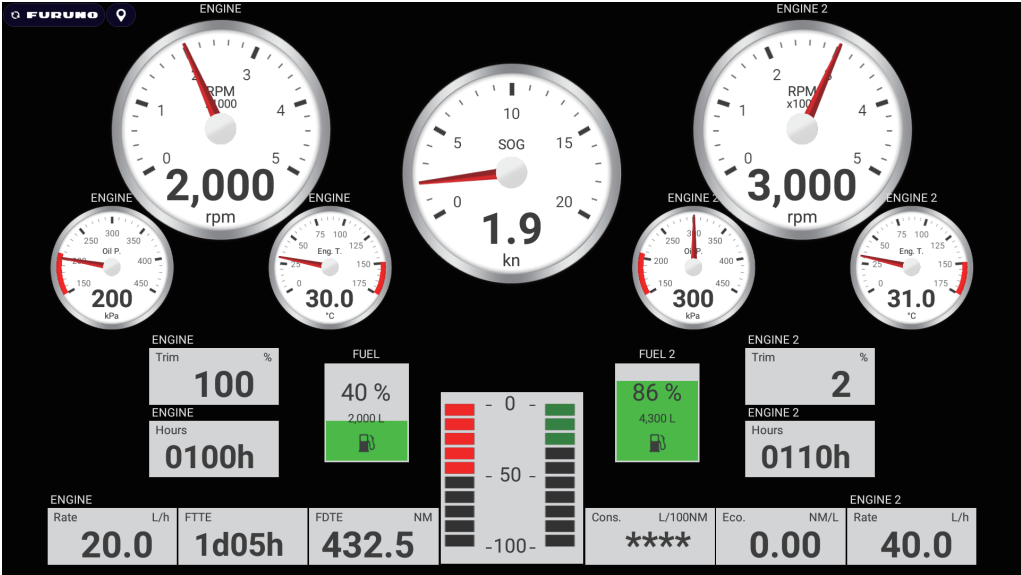 FURUNO
ENGINE
ENGINE 2
0 1 2 3 4 5
RPM
x1000
2,000
rpm
0 5 10 15 20
SOG
1.9
kn
0 1 2 3 4 5
RPM
x100
3,000
rpm
ENGINE
150 200 250 300 350 400 450
Oil P.
200
kPa
ENGINE
0 25 50 75 100 125 150 175
Eng. T.
30.0
°C
ENGINE 2
150 200 250 300 350 400 450
Oil P.
300
kPa
ENGINE 2
0 25 50 75 100 125 150 175
Eng. T.
31.0
°C
ENGINE
Trim %
100
ENGINE
Hours
0100h
FUEL
40 %
2,000 L
0
50
100
FUEL 2
86 %
4,300 L
ENGINE 2
Trim %
2
ENGINE 2
Hours
0110h
ENGINE
Rate L/h
20.0
FTTE
1d05h
FDTE NM
432.5
Cons. L/100NM
****
Eco. NM/L
0.00
ENGINE 2
Rate L/h
40.0